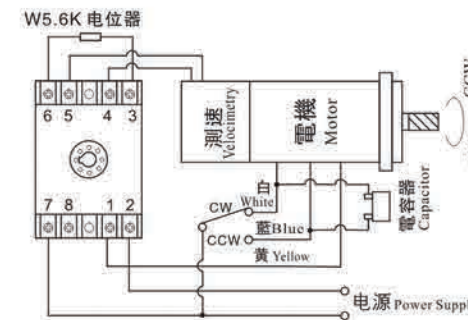 W5.6K 电位器
6 5 4 3
測速
Velocimetry
電機
Motor
CCW
7 8 1 2
白
White
CW
藍Blue
CCW
黃 Yellow
電容器
Capacitor
电源 Power Suppl